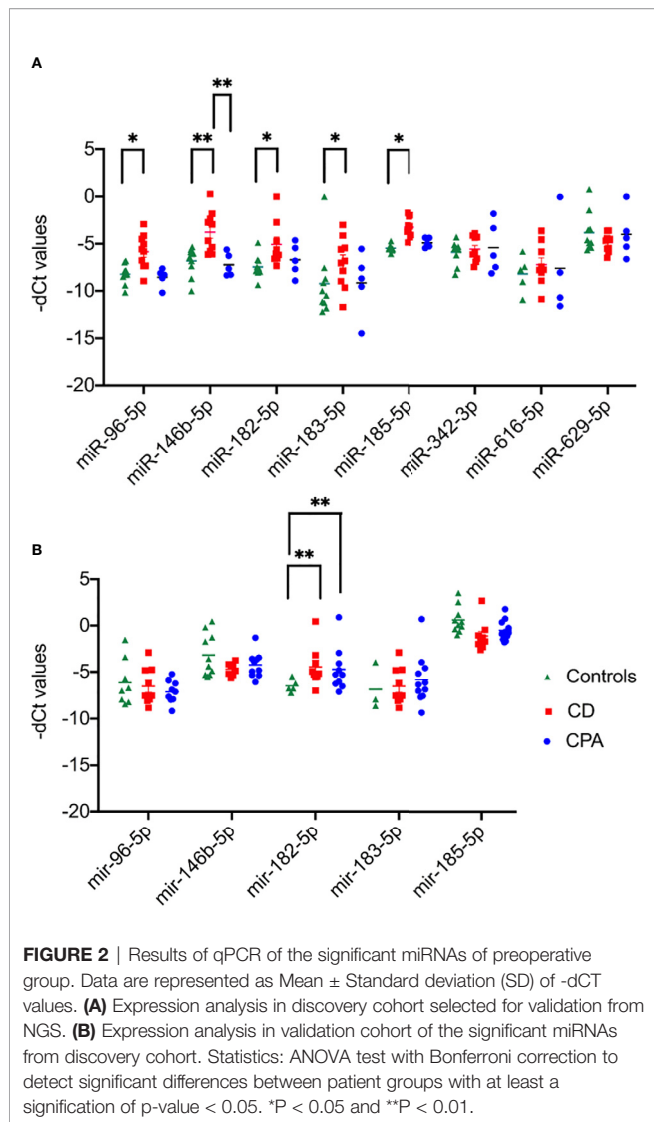 A
**
*
**
*
*
*
5
0
-5
-10
-15
-20
-dCt values
miR-96-5p
miR-146b-5p
miR-182-5p
miR-183-5p
miR-185-5p
miR-342-3p
miR-616-5p
miR-629-5p
B
**
**
5
0
-5
-10
-15
-20
-dCt values
mir-96-5p
mir-146b-5p
mir-182-5p
mir-183-5p
mir-185-5p
Controls
CD
CPA
FIGURE 2 | Results of qPCR of the significant miRNAs of preoperative
group. Data are represented as Mean ± Standard deviation (SD) of -dCT
values. (A) Expression analysis in discovery cohort selected for validation from
NGS. (B) Expression analysis in validation cohort of the significant miRNAs
from discovery cohort. Statistics: ANOVA test with Bonferroni correction to
detect significant differences between patient groups with at least a
signification of p-value < 0.05. *P < 0.05 and **P < 0.01.